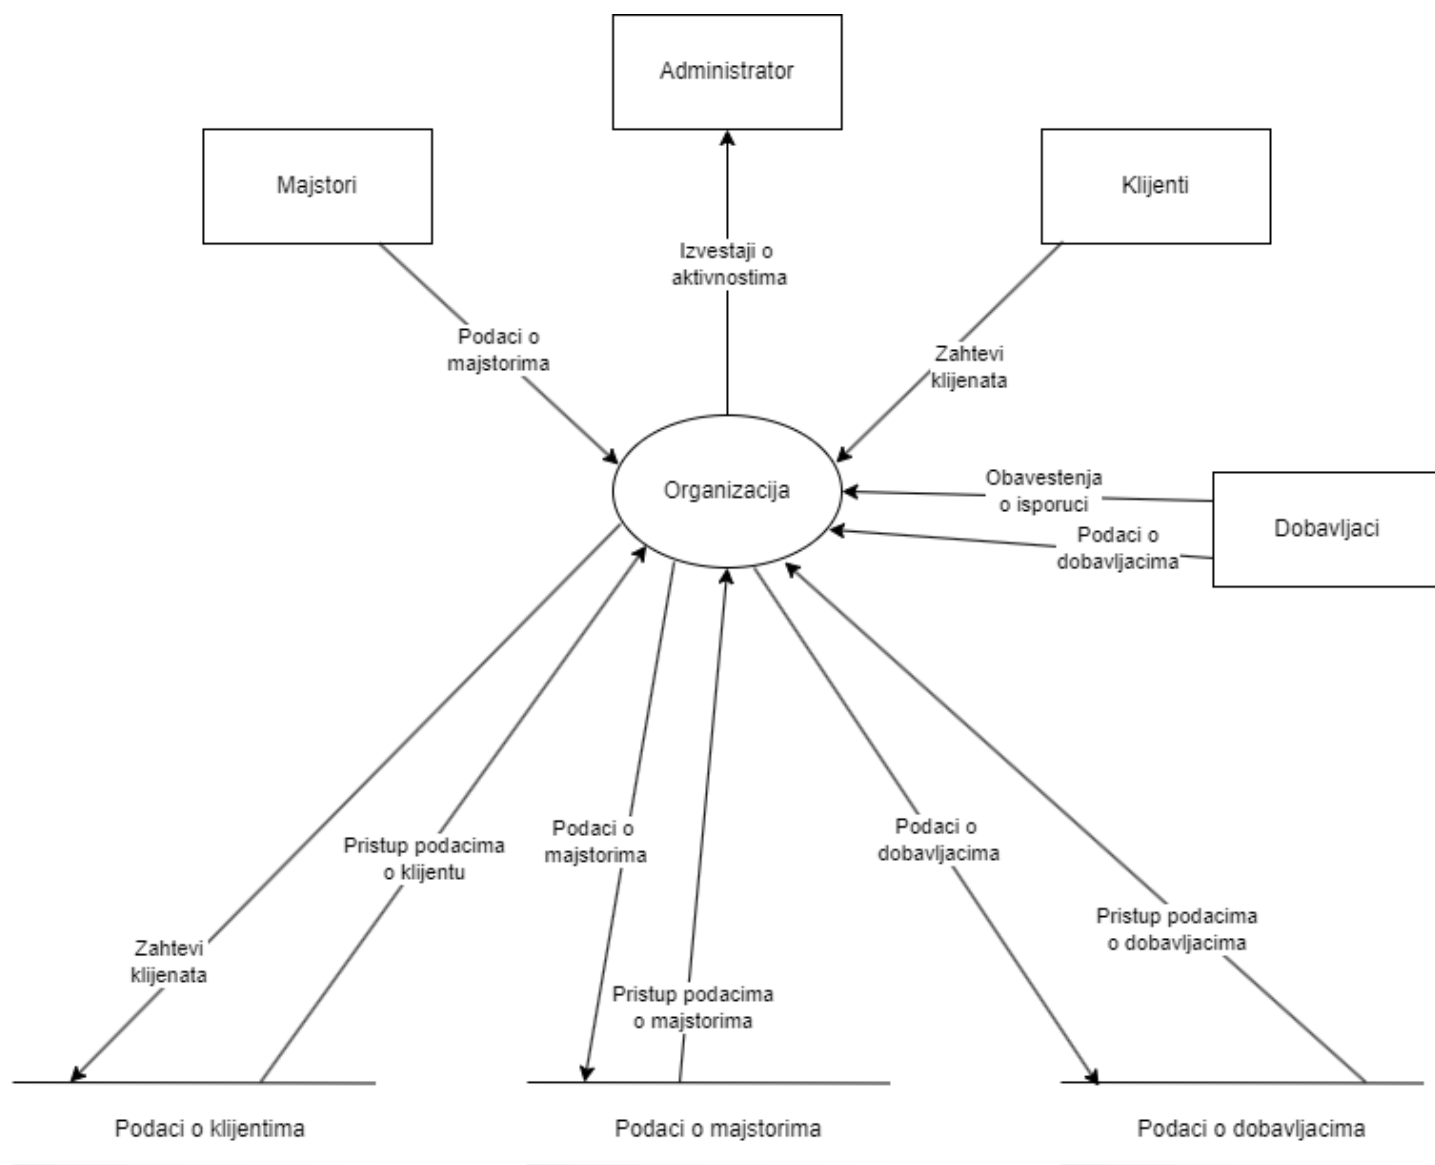 Administrator
Majstori
Klijenti
Izvestaji o
aktivnostima
Podaci o
majstorima
Zahtevi
klijenata
Organizacija
Obavestenja
o isporuci
Dobavljaci
Podaci o
dobavljacima
Podaci o
majstorima
Podaci o
dobavljacima
Pristup podacima
o klijentu
Pristup podacima
o dobavljacima
Zahtevi
klijenata
Pristup podacima
o majstorima
Podaci o klijentima
Podaci o majstorima
Podaci o dobavljacima